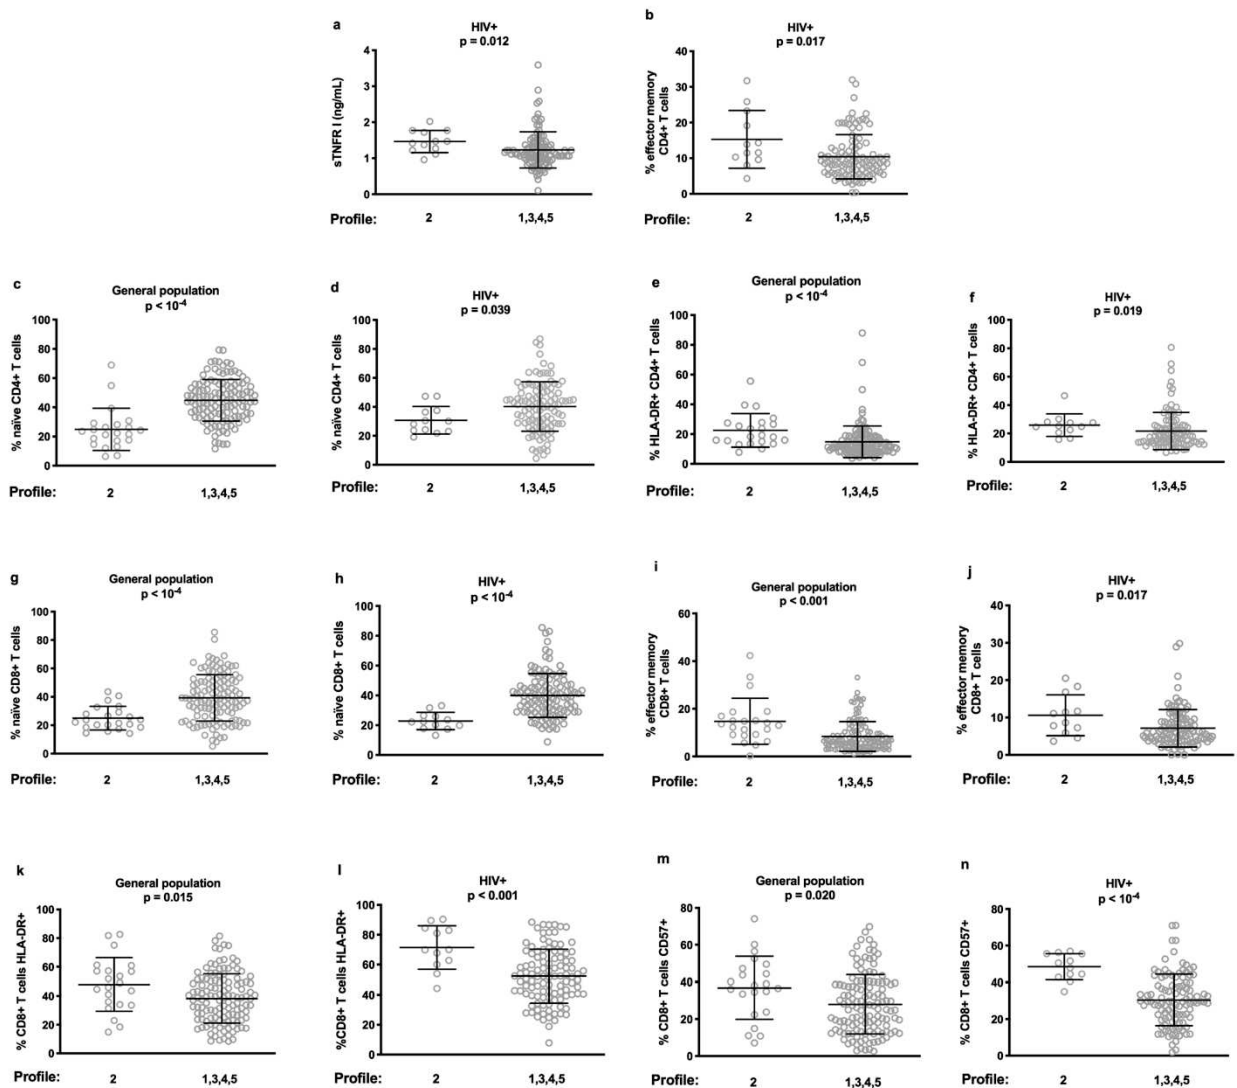 a
HIV+
p = 0.012
sTNFR I (ng/mL)
4
3
2
1
0
Profile: 2 1,3,4,5
b
HIV+
p = 0.017
% effector memory
CD4+ T cells
40
30
20
10
0
Profile: 2 1,3,4,5
c
General population
p < 10-4
% naïve CD4+ T cells
100
80
60
40
20
0
Profile: 2 1,3,4,5
d
HIV+
p = 0.039
% naïve CD4+ T cells
100
80
60
40
20
0
Profile: 2 1,3,4,5
e
General population
p < 10-4
% HLA-DR+ CD4+ T cells
100
80
60
40
20
0
Profile: 2 1,3,4,5
f
HIV+
p = 0.019
% HLA-DR+ CD4+ T cells
100
80
60
40
20
0
Profile: 2 1,3,4,5
g
General population
p < 10-4
% naïve CD8+ T cells
100
80
60
40
20
0
Profile: 2 1,3,4,5
h
HIV+
p < 10-4
% naïve CD8+ T cells
100
80
60
40
20
0
Profile: 2 1,3,4,5
i
General population
p < 0.001
% effector memory
CD8+ T cells
60
40
20
0
Profile: 2 1,3,4,5
j
HIV+
p = 0.017
% effector memory
CD8+ T cells
40
30
20
10
0
Profile: 2 1,3,4,5
k
General population
p = 0.015
% CD8+ T cells HLA-DR+
100
80
60
40
20
0
Profile: 2 1,3,4,5
l
HIV+
p < 0.001
%CD8+ T cells HLA-DR+
100
80
60
40
20
0
Profile: 2 1,3,4,5
m
General population
p = 0.020
% CD8+ T cells CD57+
80
60
40
20
0
Profile: 2 1,3,4,5
n
HIV+
p < 10-4
% CD8+ T cells CD57+
80
60
40
20
0
Profile: 2 1,3,4,5